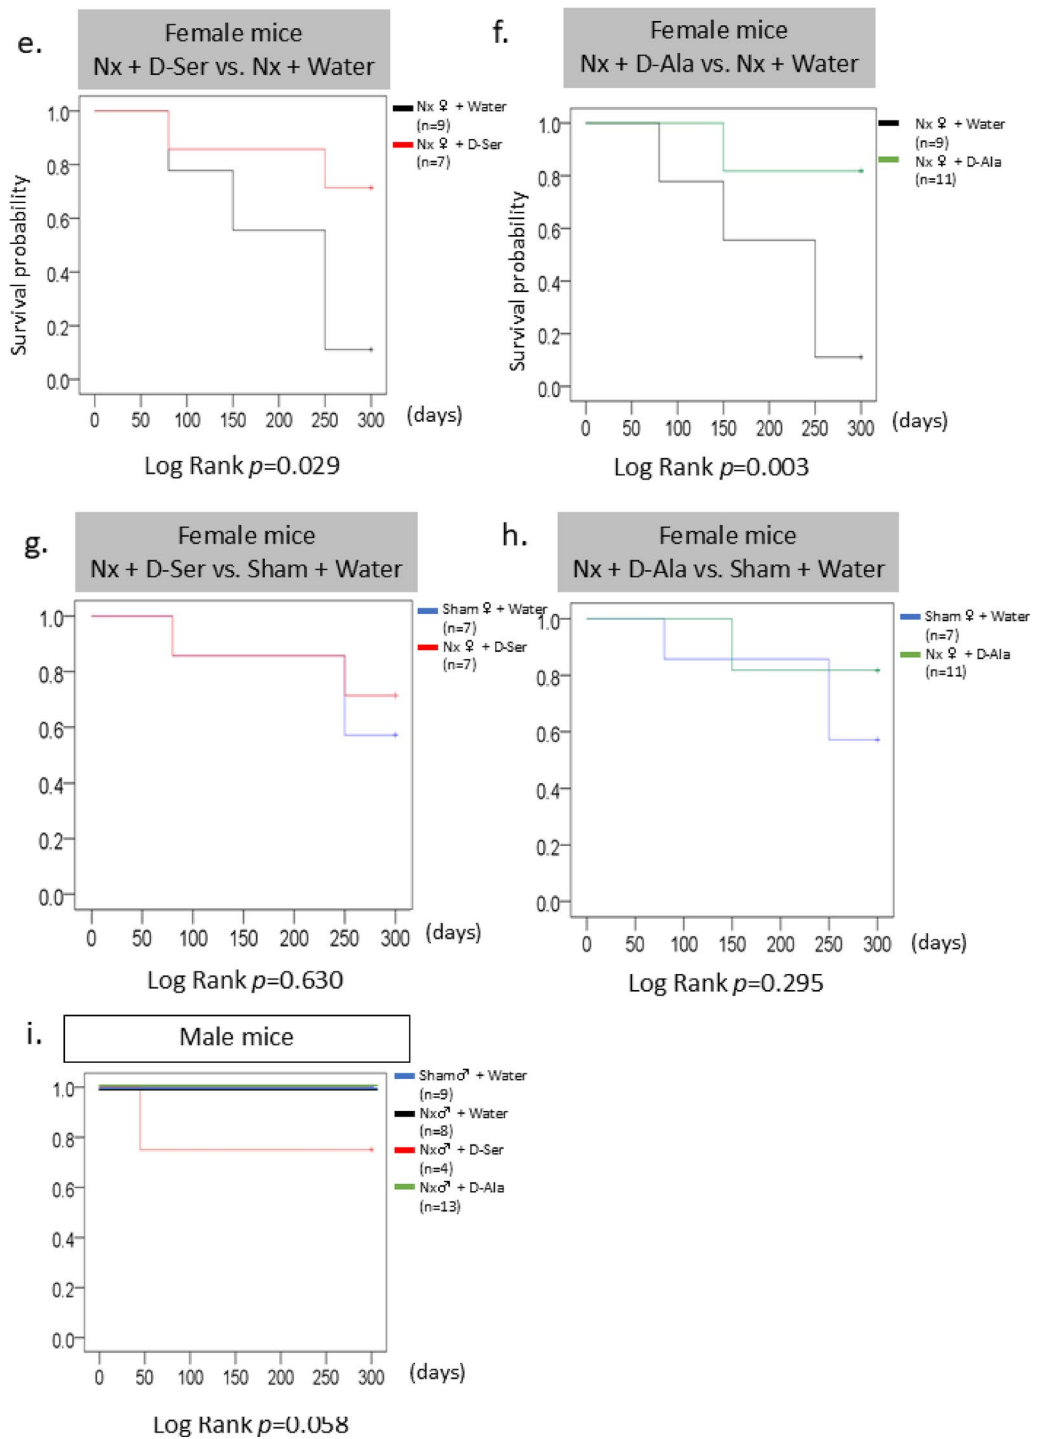 e.
Female mice
Nx + D-Ser vs. Nx + Water
Survival probability
1.0
0.8
0.6
0.4
0.2
0.0
0 50 100 150 200 250 300 (days)
Nx ♀ + Water
(n=9)
Nx ♀ + D-Ser
(n=7)
Log Rank p=0.029
f.
Female mice
Nx + D-Ala vs. Nx + Water
Survival probability
1.0
0.8
0.6
0.4
0.2
0.0
0 50 100 150 200 250 300 (days)
Nx ♀ + Water
(n=9)
Nx ♀ + D-Ala
(n=11)
Log Rank p=0.003
g.
Female mice
Nx + D-Ser vs. Sham + Water
1.0
0.8
0.6
0.4
0.2
0.0
0 50 100 150 200 250 300 (days)
Sham ♀ + Water
(n=7)
Nx ♀ + D-Ser
(n=7)
Log Rank p=0.630
h.
Female mice
Nx + D-Ala vs. Sham + Water
1.0
0.8
0.6
0.4
0.2
0.0
0 50 100 150 200 250 300 (days)
Sham ♀ + Water
(n=7)
Nx ♀ + D-Ala
(n=11)
Log Rank p=0.295
i.
Male mice
1.0
0.8
0.6
0.4
0.2
0.0
0 50 100 150 200 250 300 (days)
Sham♂ + Water
(n=9)
Nx♂ + Water
(n=8)
Nx♂ + D-Ser
(n=4)
Nx♂ + D-Ala
(n=13)
Log Rank p=0.058